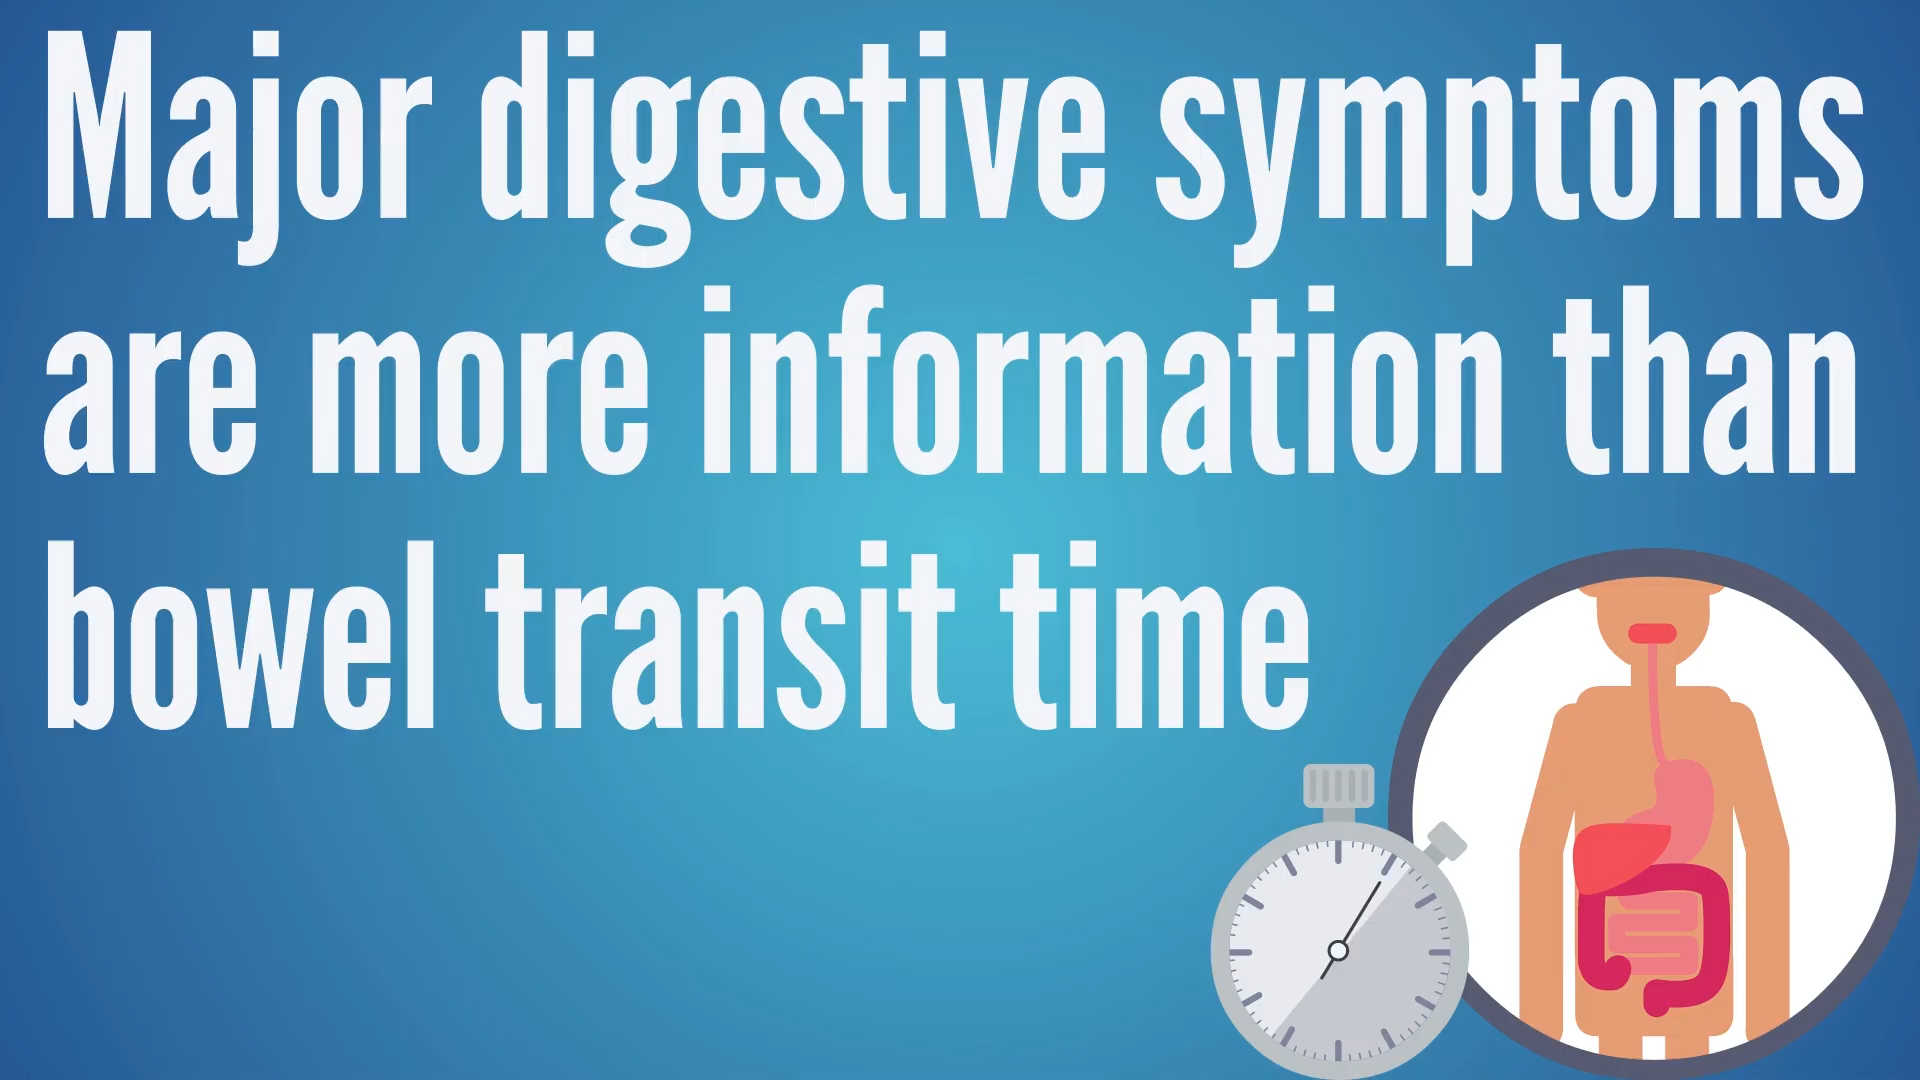 Major digestive symptoms
are more information than
bowel transit time